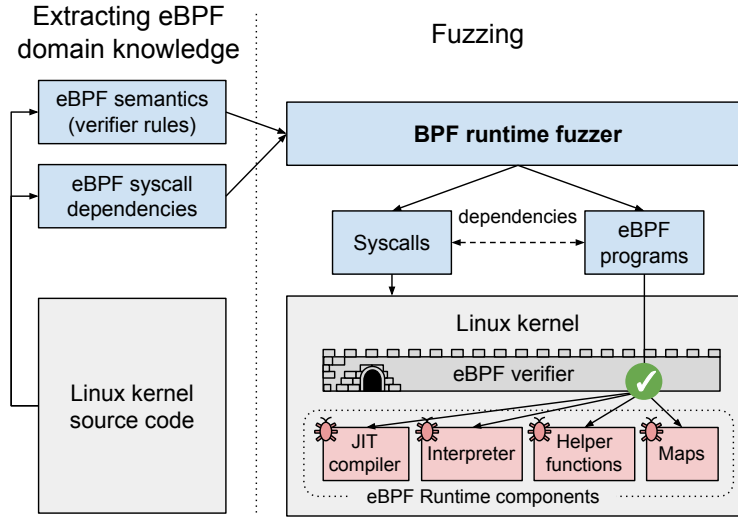 Extracting eBPF
domain knowledge
Fuzzing
eBPF semantics
(verifier rules)
eBPF syscall
dependencies
BPF runtime fuzzer
Syscalls
dependencies
eBPF
programs
Linux kernel
source code
Linux kernel
eBPF verifier
JIT
compiler
Interpreter
Helper
functions
Maps
eBPF Runtime components